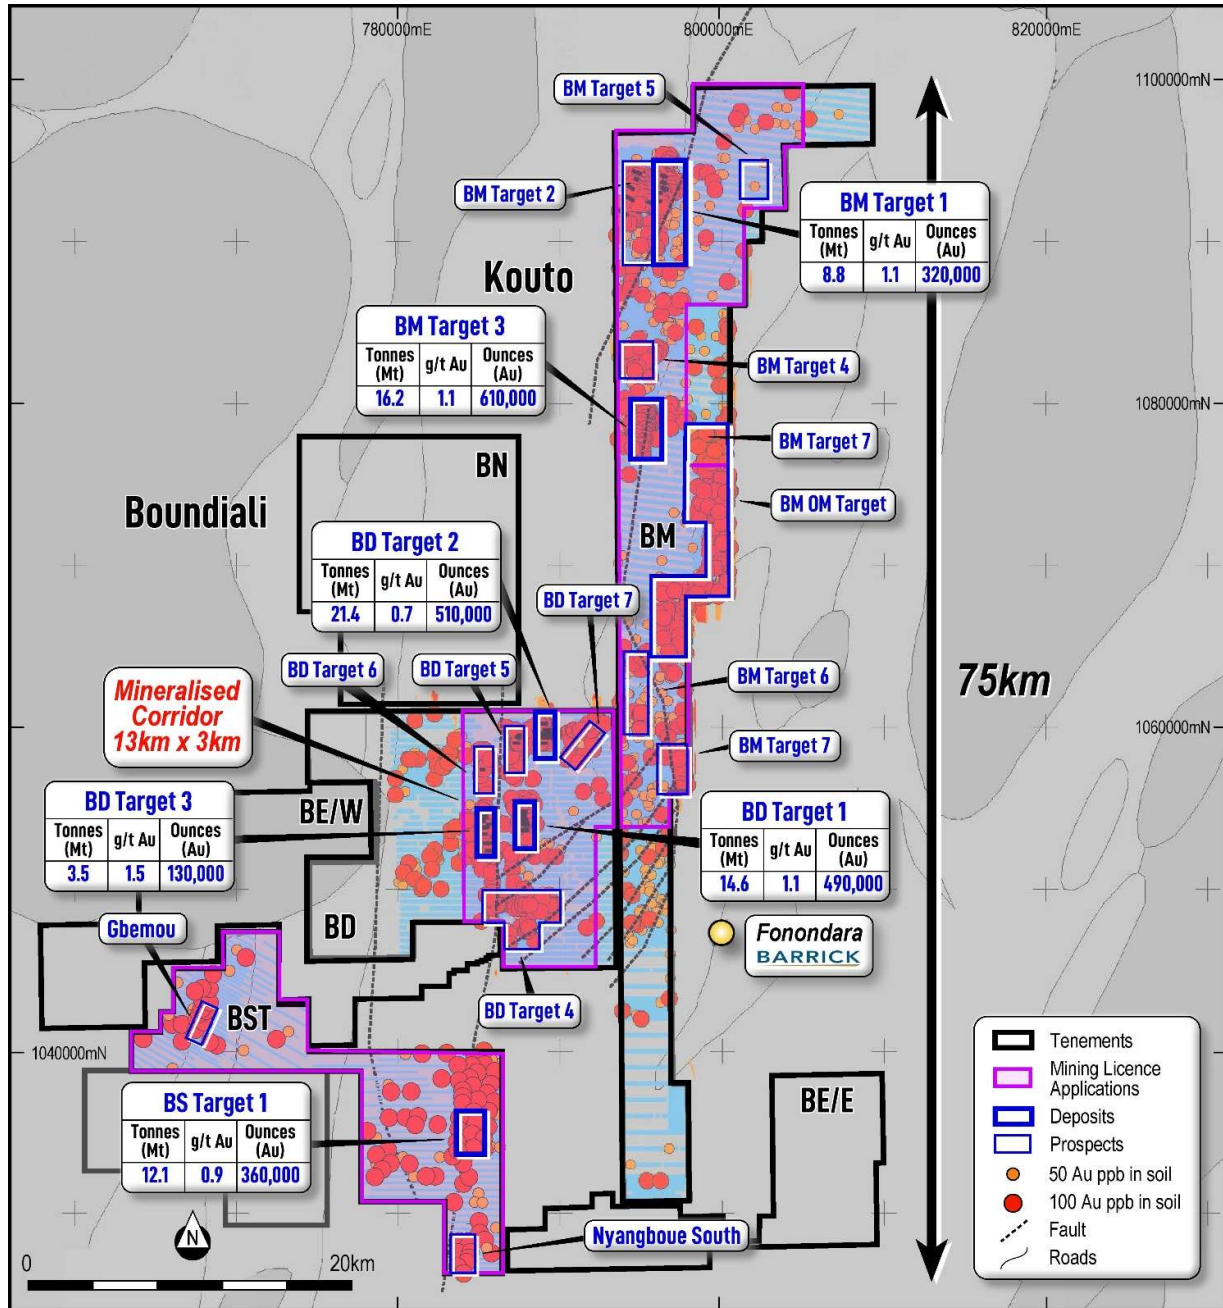 780000mE
800000mE
820000mE
1100000mN
BM Target 5
BM Target 2
BM Target 1
Tonnes (Mt) g/t Au Ounces (Au)
8.8 1.1 320,000
Kouto
BM Target 3
Tonnes (Mt) g/t Au Ounces (Au)
16.2 1.1 610,000
BM Target 4
1080000mN
BM Target 7
BN
BM OM Target
Boundiali
BM
BD Target 2
Tonnes (Mt) g/t Au Ounces (Au)
21.4 0.7 510,000
BD Target 7
BD Target 6
BD Target 5
Mineralised
Corridor
13km x 3km
BM Target 6
75km
1060000mN
BM Target 7
BD Target 3
Tonnes (Mt) g/t Au Ounces (Au)
3.5 1.5 130,000
BE/W
BD Target 1
Tonnes (Mt) g/t Au Ounces (Au)
14.6 1.1 490,000
Gbemou
BD
Fonondara
BARRICK
BST
BD Target 4
1040000mN
BE/E
BS Target 1
Tonnes (Mt) g/t Au Ounces (Au)
12.1 0.9 360,000
Nyangboue South
N
0 20km
Tenements
Mining Licence
Applications
Deposits
Prospects
50 Au ppb in soil
100 Au ppb in soil
Fault
Roads